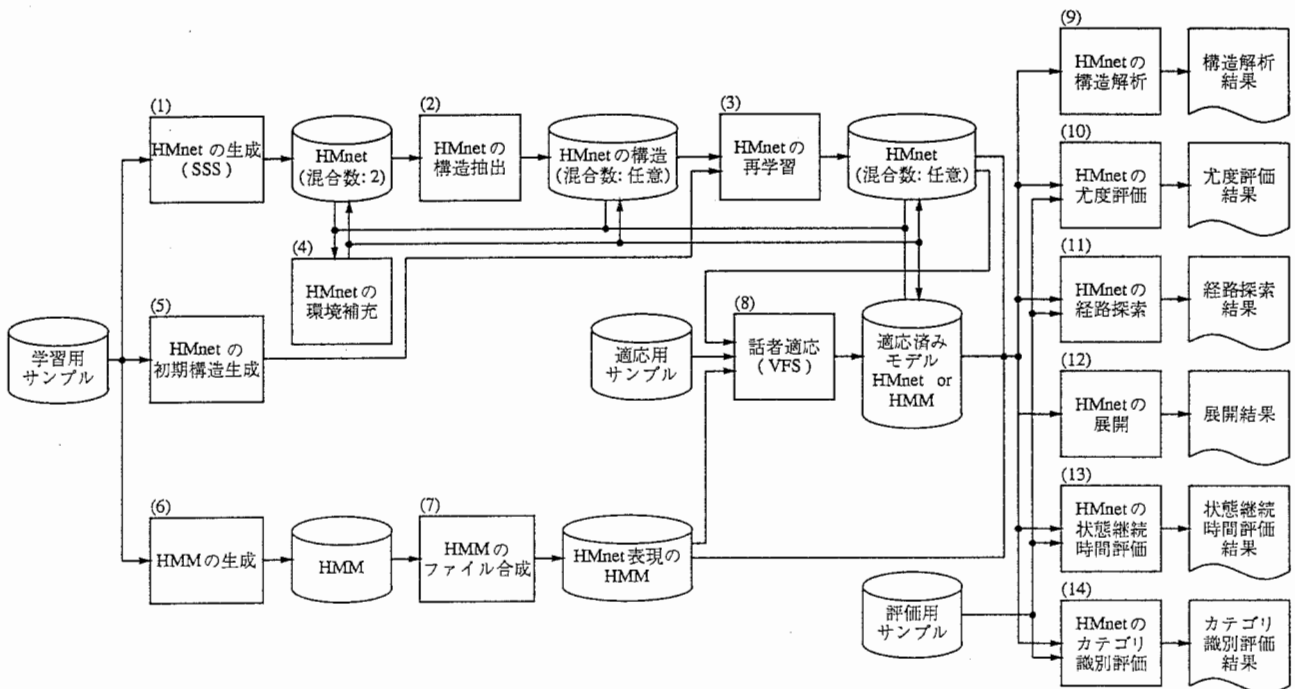 (1)
HMnet の生成
( SSS )
HMnet
(混合数: 2)
(2)
HMnet の
構造抽出
HMnet の構造
(混合数: 任意)
(3)
HMnet の
再学習
HMnet
(混合数: 任意)
(4)
HMnet の
環境補充
(5)
HMnet の
初期構造生成
学習用
サンプル
適応用
サンプル
(8)
話者適応
( VFS )
適応済み
モデル
HMnet or
HMM
(6)
HMM の生成
HMM
(7)
HMM の
ファイル合成
HMnet 表現の
HMM
評価用
サンプル
(9)
HMnet の
構造解析
構造解析
結果
(10)
HMnet の
尤度評価
尤度評価
結果
(11)
HMnet の
経路探索
経路探索
結果
(12)
HMnet の
展開
展開結果
(13)
HMnet の
状態継続
時間評価
状態継続
時間評価
結果
(14)
HMnet の
カテゴリ
識別評価
カテゴリ
識別評価
結果